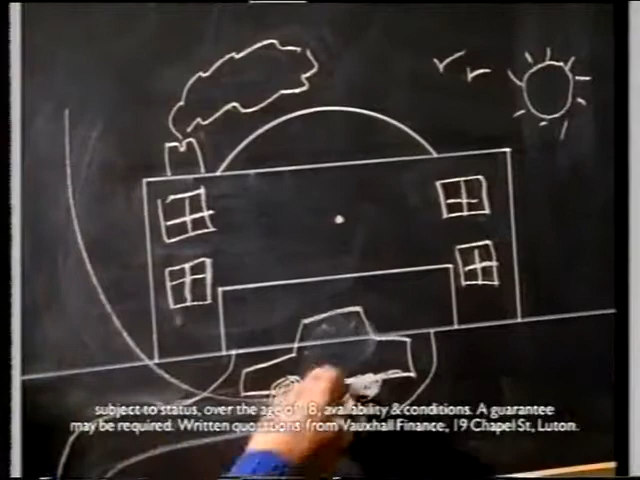 subject to status, over the age of 18, availability & conditions. A guarantee
may be required. Written quotations from Vauxhall Finance, 19 Chapel St, Luton.